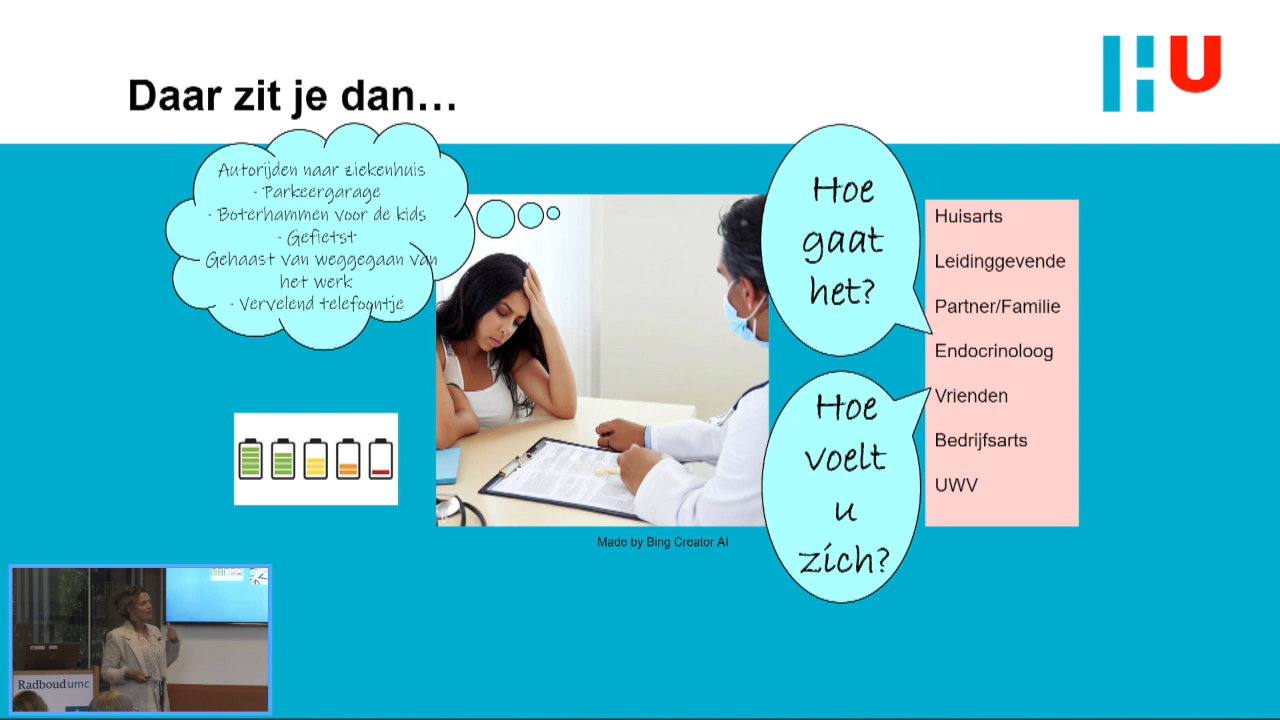 HU
Daar zit je dan...
Autorijden naar ziekenhuis
- Parkeergarage
- Boterhammen voor de kids
- Gefietst
Gehaast van weggegaan van
het werk
- Vervelend telefoontje
Hoe
gaat
het?
Hoe
voelt
u
zich?
Huisarts
Leidinggevende
Partner/Familie
Endocrinoloog
Vrienden
Bedrijfsarts
UWV
Made by Bing Creator AI
Radboudumc